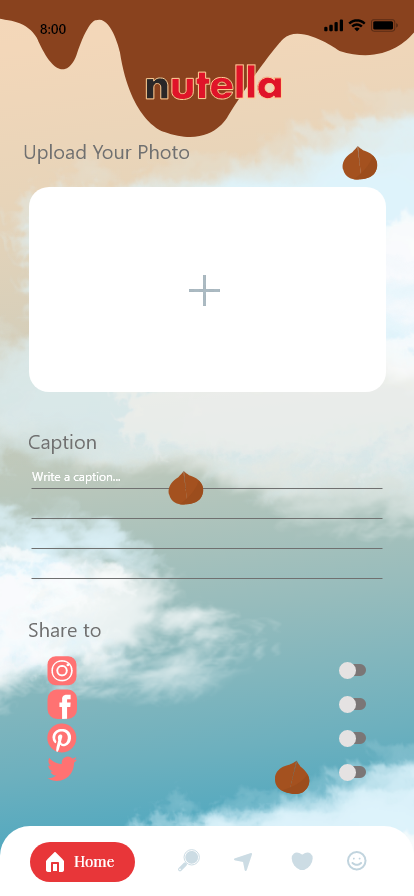 8:00
nutella
Upload Your Photo
Caption
Write a caption...
Share to
Home